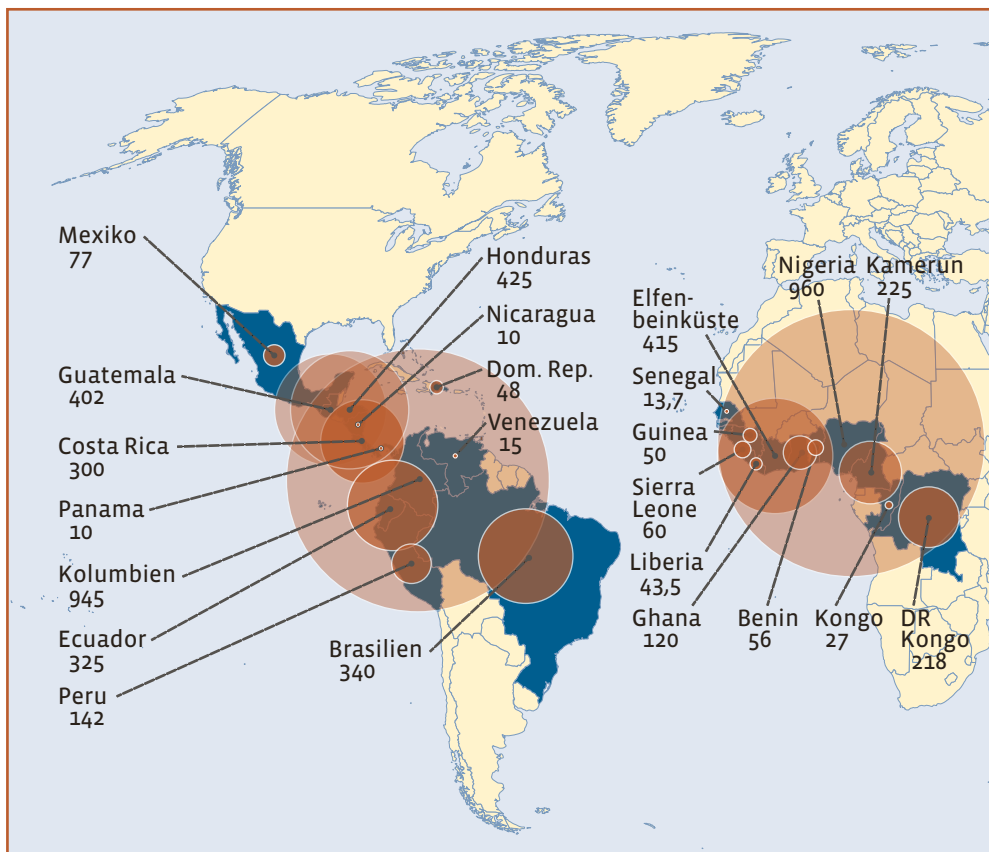 Mexiko
77
Guatemala
402
Costa Rica
300
Panama
10
Kolumbien
945
Ecuador
325
Peru
142
Honduras
425
Nicaragua
10
Dom. Rep.
48
Venezuela
15
Brasilien
340
Elfen-
beinküste
415
Senegal
13,7
Guinea
50
Sierra
Leone
60
Liberia
43,5
Ghana
120
Nigeria
960
Kamerun
225
Benin
56
Kongo
27
DR
Kongo
218